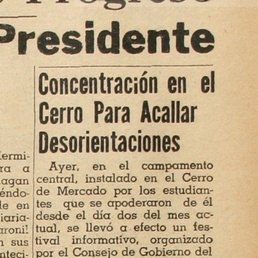 Progreso
Presidente
Concentración en el
Cerro Para Acallar
Desorientaciones
Ayer, en el campamento
central, instalado en el Cerro
de Mercado por los estudian-
tes que se apoderaron de él
desde el día dos del mes ac-
tual, se llevó a efecto un fes-
tival informativo, organizado
por el Consejo de Gobierno del